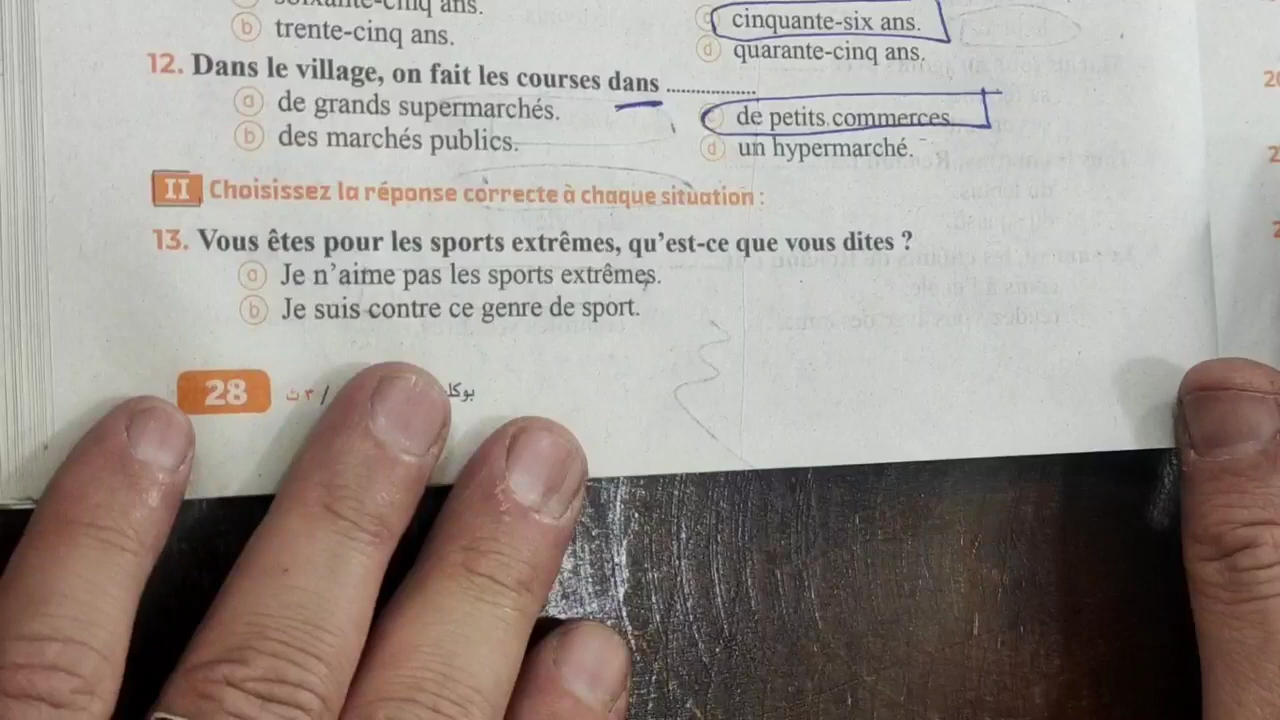 ans.
b trente-cinq ans.
c cinquante-six ans.
d quarante-cinq ans.
12. Dans le village, on fait les courses dans ..................
a de grands supermarchés.
b des marchés publics.
c de petits commerces.
d un hypermarché.
II Choisissez la réponse correcte à chaque situation :
13. Vous êtes pour les sports extrêmes, qu'est-ce que vous dites ?
a Je n'aime pas les sports extrêmes.
b Je suis contre ce genre de sport.
28
٣ ث /